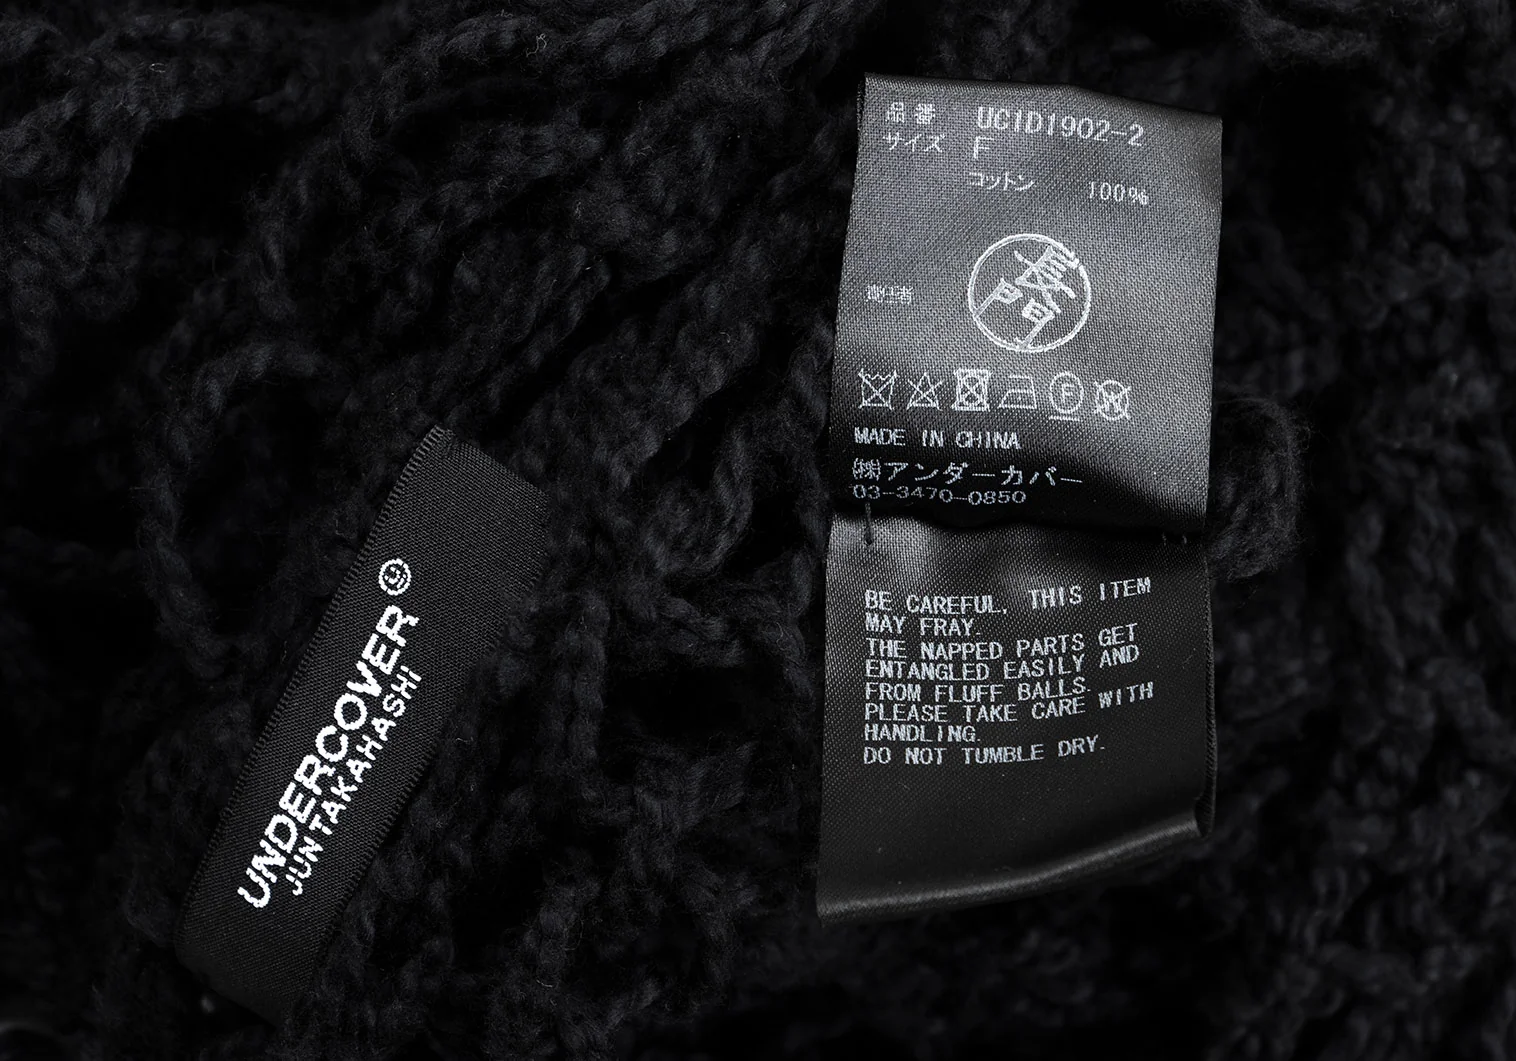 品番 UC1D1902-2
サイズ F
コットン 100%
MADE IN CHINA
㈱アンダーカバー
03-3470-0850
BE CAREFUL, THIS ITEM
MAY FRAY.
THE NAPPED PARTS GET
ENTANGLED EASILY AND
FROM FLUFF BALLS.
PLEASE TAKE CARE WITH
HANDLING.
DO NOT TUMBLE DRY.
UNDERCOVER
JUN TAKAHASHI